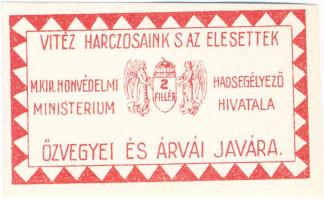 VITÉZ HARCZOSAINK S AZ ELESETTEK
M.KIR. HONVÉDELMI
MINISTERIUM
2
FILLÉR
HADSEGÉLYEZŐ
HIVATALA
ÖZVEGYEI ÉS ÁRVÁI JAVÁRA.